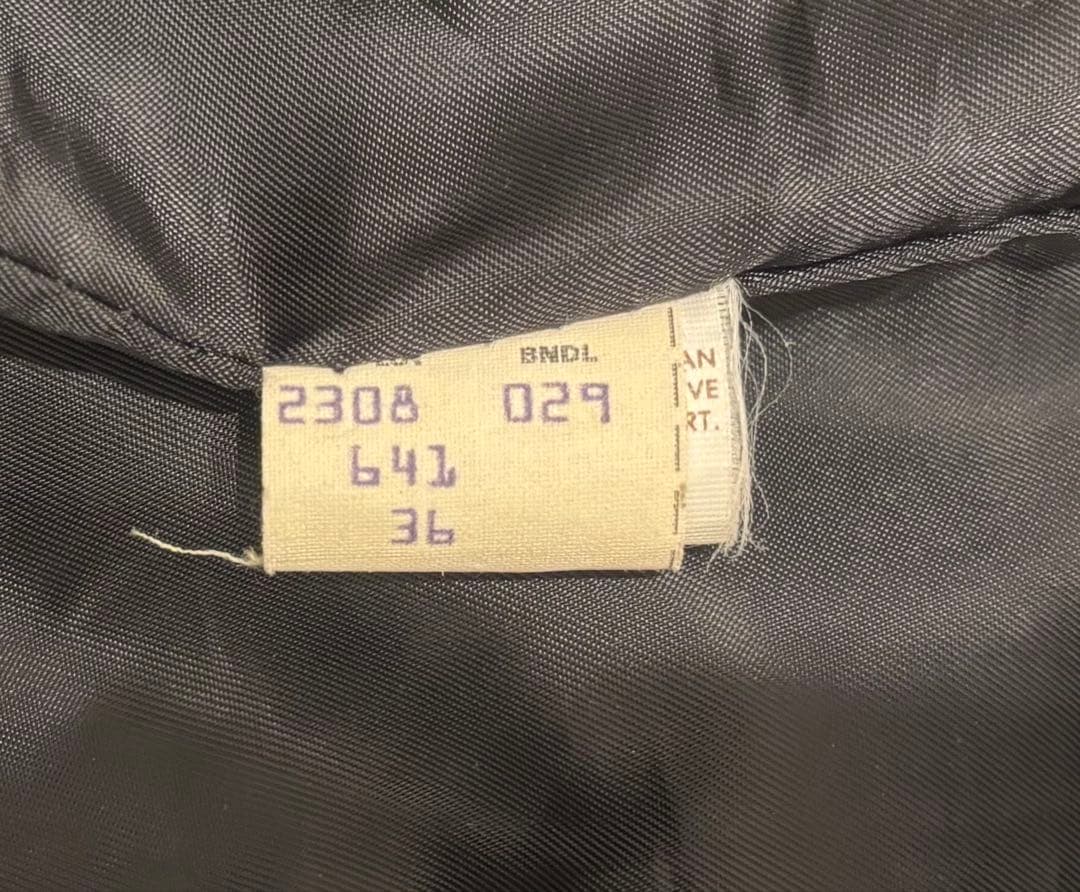 BNDL
2308 029
641
36
AN
VE
RT.